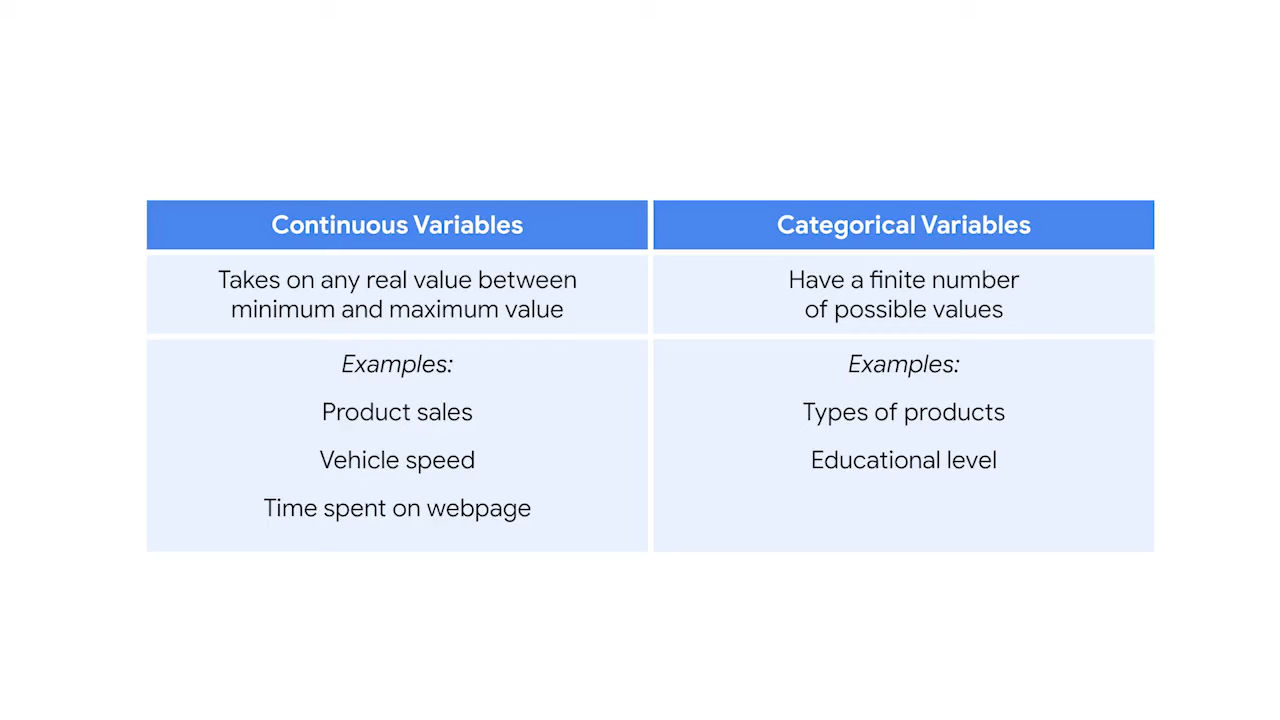 Continuous Variables
Categorical Variables
Takes on any real value between
minimum and maximum value
Have a finite number
of possible values
Examples:
Product sales
Vehicle speed
Time spent on webpage
Examples:
Types of products
Educational level